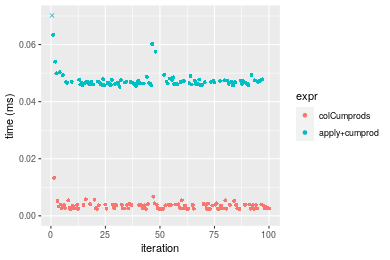 time (ms)
0.06
0.04
0.02
0.00
0
25
50
75
100
iteration
expr
colCumprods
apply+cumprod